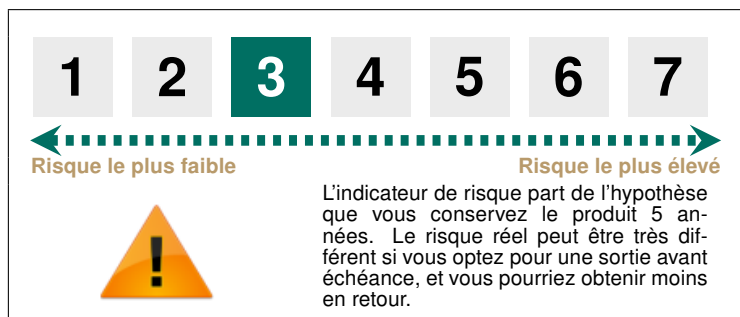 1 2 3 4 5 6 7
Risque le plus faible Risque le plus élevé
L'indicateur de risque part de l'hypothèse
que vous conservez le produit 5 an-
nées. Le risque réel peut être très dif-
férent si vous optez pour une sortie avant
échéance, et vous pourriez obtenir moins
en retour.